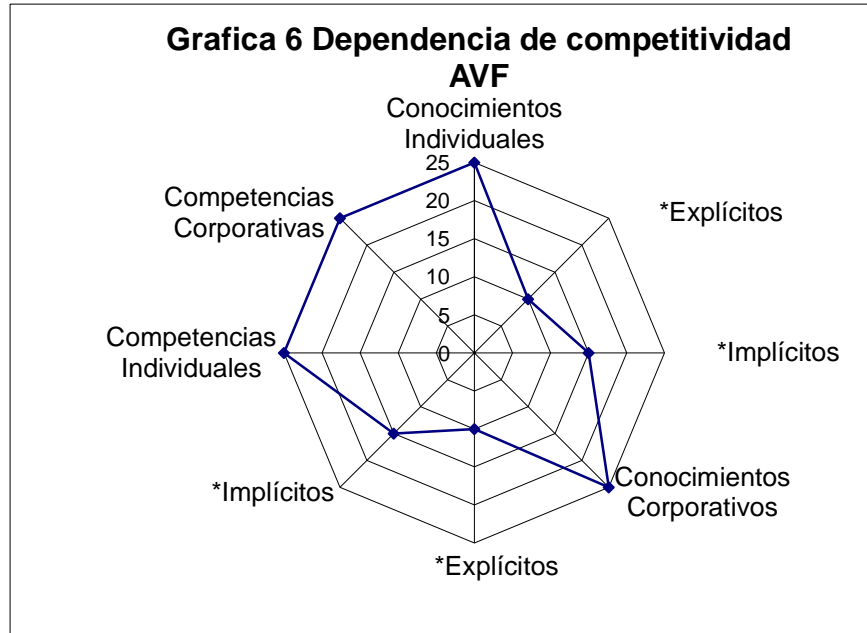 Grafica 6 Dependencia de competitividad
AVF
Conocimientos
Individuales
*Explícitos
*Implícitos
Conocimientos
Corporativos
*Explícitos
*Implícitos
Competencias
Individuales
Competencias
Corporativas
25
20
15
10
5
0